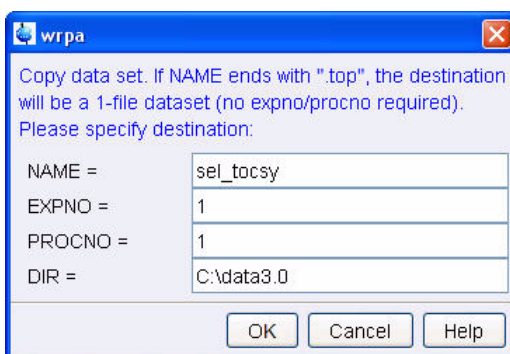 wrpa
Copy data set. If NAME ends with ".top", the destination
will be a 1-file dataset (no expno/procno required).
Please specify destination:
NAME = sel_tocsy
EXPNO = 1
PROCNO = 1
DIR = C:\data3.0
OK Cancel Help